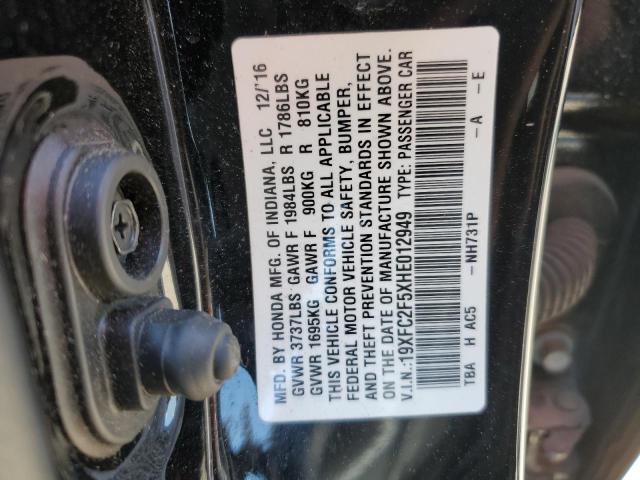 MFD. BY HONDA MFG. OF INDIANA, LLC 12/'16
GVWR 3737LBS GAWR F 1984LBS R 1786LBS
GVWR 1695KG GAWR F 900KG R 810KG
THIS VEHICLE CONFORMS TO ALL APPLICABLE
FEDERAL MOTOR VEHICLE SAFETY, BUMPER,
AND THEFT PREVENTION STANDARDS IN EFFECT
ON THE DATE OF MANUFACTURE SHOWN ABOVE.
V.I.N.:19XFC2F5XHE012949 TYPE: PASSENGER CAR
TBA H AC5 -NH731P -A -E